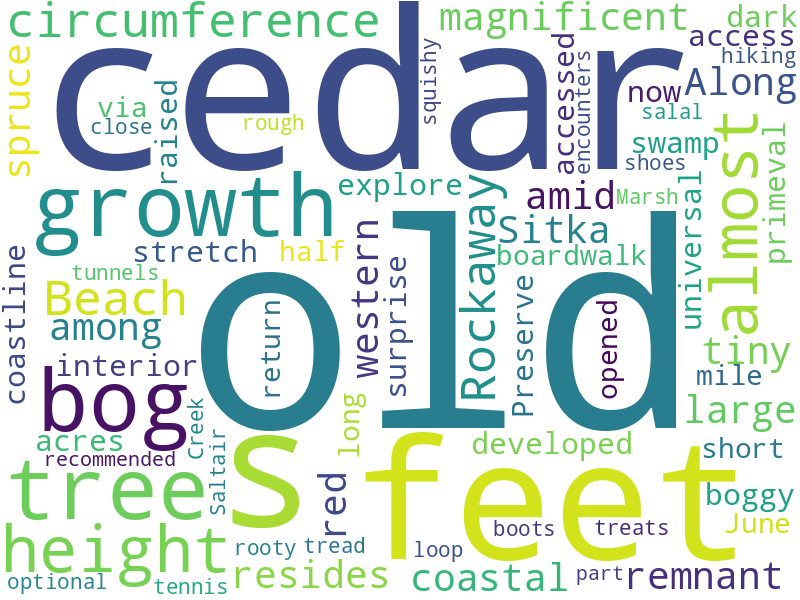 circumference
magnificent
dark
access
hiking
cedar
squishy
accessed
encounters
now
Along
spruce
via
close
raised
rough
salal
swamp
shoes
almost
primeval
growth
explore
amid
Marsh
universal
Sitka
Rockaway
boardwalk
stretch
half
western
surprise
tunnels
Beach
among
coastline
interior
old
return
Preserve
opened
tiny
mile
bog
large
acres
Creek
Saltair
long
developed
short
recommended
trees
s
feet
red
boggy
June
height
rooty
tread
loop
boots
treats
optional
tennis
resides
coastal
part
remnant